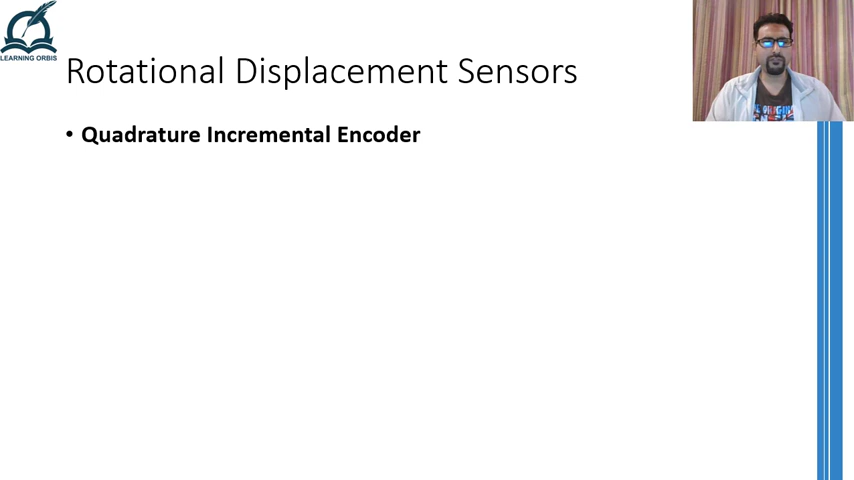 LEARNING ORBIS
Rotational Displacement Sensors
• Quadrature Incremental Encoder